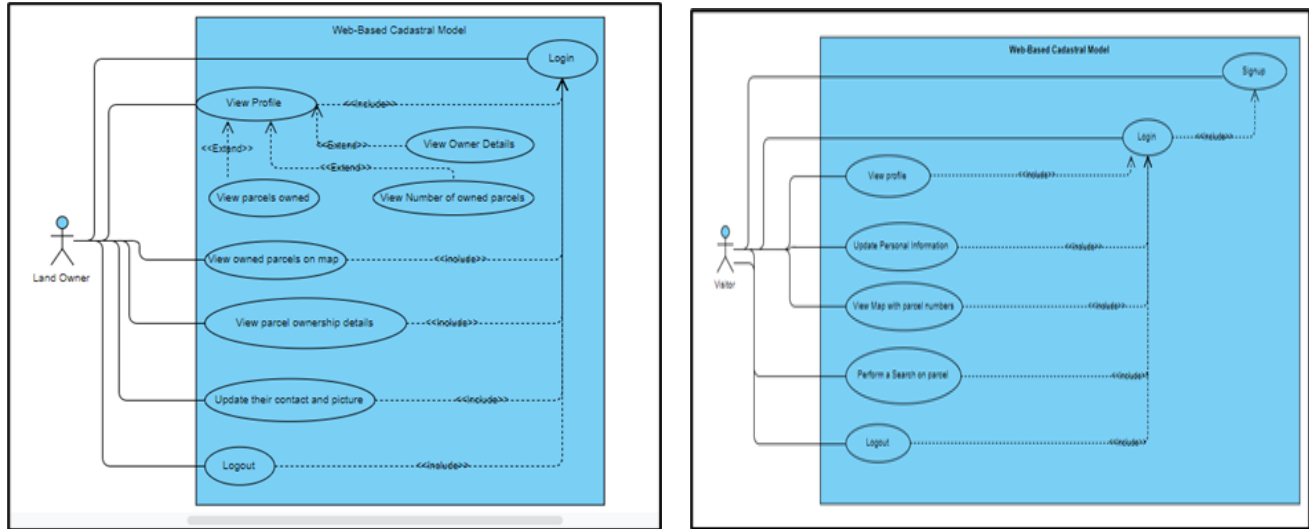 Web-Based Cadastral Model
Login
View Profile
<<Include>>
<<Extend>>
<<Extend>>
View Owner Details
<<Extend>>
View parcels owned
View Number of owned parcels
Land Owner
View owned parcels on map
<<Include>>
View parcel ownership details
<<Include>>
Update their contact and picture
<<Include>>
Logout
<<Include>>
Web-Based Cadastral Model
Signup
Login
<<Include>>
View profile
<<Include>>
Visitor
Update Personal Information
<<Include>>
View Map with parcel numbers
<<Include>>
Perform a Search on parcel
<<Include>>
Logout
<<Include>>